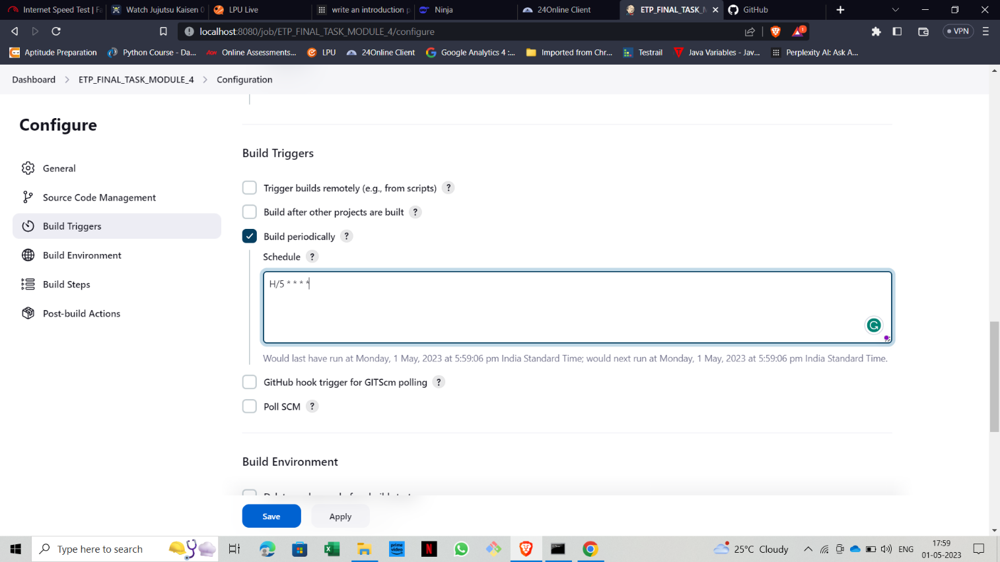 Internet Speed Test | Fa
Watch Jujutsu Kaisen 0
LPU Live
write an introduction p
Ninja
24Online Client
ETP_FINAL_TASK_M
GitHub
localhost:8080/job/ETP_FINAL_TASK_MODULE_4/configure
1
VPN
Aptitude Preparation
Python Course - Da...
Online Assessments...
LPU
24Online Client
Google Analytics 4 :...
Imported from Chr...
Testrail
Java Variables - Jav...
Perplexity AI: Ask A...
Dashboard
ETP_FINAL_TASK_MODULE_4
Configuration
Configure
General
Source Code Management
Build Triggers
Build Environment
Build Steps
Post-build Actions
Build Triggers
Trigger builds remotely (e.g., from scripts) ?
Build after other projects are built ?
Build periodically ?
Schedule ?
H/5 * * * *
Would last have run at Monday, 1 May, 2023 at 5:59:06 pm India Standard Time; would next run at Monday, 1 May, 2023 at 5:59:06 pm India Standard Time.
GitHub hook trigger for GITScm polling ?
Poll SCM ?
Build Environment
Save
Apply
Type here to search
prime video
N
25°C Cloudy
ENG
17:59
01-05-2023